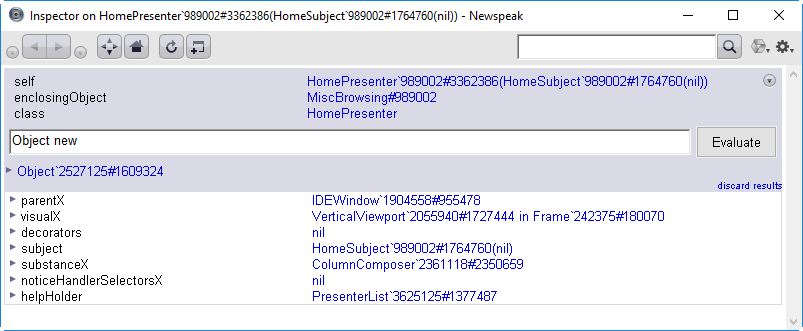 Inspector on HomePresenter`989002#3362386(HomeSubject`989002#1764760(nil)) - Newspeak
self HomePresenter`989002#3362386(HomeSubject`989002#1764760(nil))
enclosingObject MiscBrowsing#989002
class HomePresenter
Object new Evaluate
Object`2527125#1609324
discard results
parentX IDEWindow`1904558#955478
visualX VerticalViewport`2055940#1727444 in Frame`242375#180070
decorators nil
subject HomeSubject`989002#1764760(nil)
substanceX ColumnComposer`2361118#2350659
noticeHandlerSelectorsX nil
helpHolder PresenterList`3625125#1377487